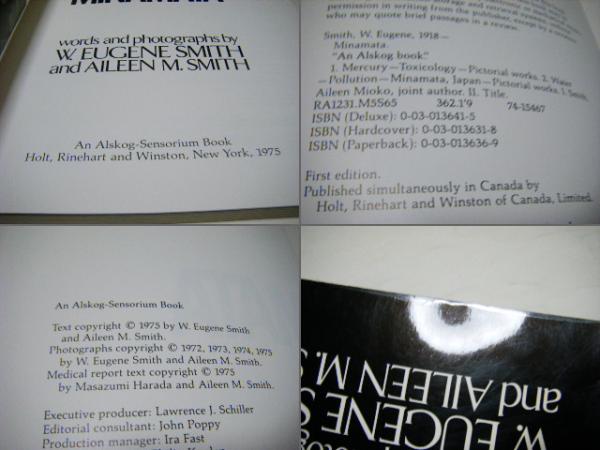 MINAMATA
words and photographs by
W. EUGENE SMITH
and AILEEN M. SMITH
An Alskog-Sensorium Book
Holt, Rinehart and Winston, New York, 1975
permission in writing from the publisher, except by a
who may quote brief passages in a review.
Smith, W. Eugene, 1918–
Minamata.
"An Alskog book."
1. Mercury—Toxicology—Pictorial works. 2. Water
—Pollution—Minamata, Japan—Pictorial works. I. Smith,
Aileen Mioko, joint author. II. Title.
RA1231.M5S65 362.1'9 74-15467
ISBN (Deluxe): 0-03-013641-5
ISBN (Hardcover): 0-03-013631-8
ISBN (Paperback): 0-03-013636-9
First edition.
Published simultaneously in Canada by
Holt, Rinehart and Winston of Canada, Limited.
An Alskog-Sensorium Book
Text copyright © 1975 by W. Eugene Smith
and Aileen M. Smith.
Photographs copyright © 1972, 1973, 1974, 1975
by W. Eugene Smith and Aileen M. Smith.
Medical report text copyright © 1975
by Masazumi Harada and Aileen M. Smith.
Executive producer: Lawrence J. Schiller
Editorial consultant: John Poppy
Production manager: Ira Fast
W. EUGENE S
and AILEEN M. S